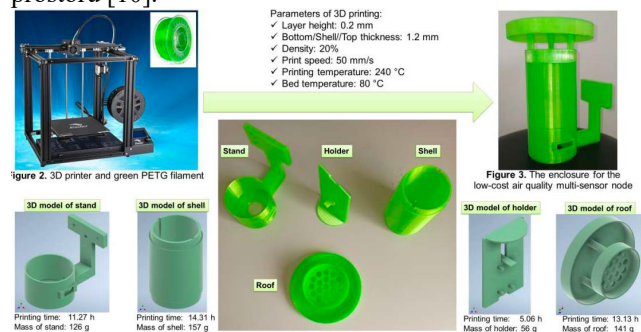 prostoru [10].
Parameters of 3D printing:
✓ Layer height: 0.2 mm
✓ Bottom/Shell//Top thickness: 1.2 mm
✓ Density: 20%
✓ Print speed: 50 mm/s
✓ Printing temperature: 240 °C
✓ Bed temperature: 80 °C
Figure 2. 3D printer and green PETG filament
Stand
Holder
Shell
Roof
Figure 3. The enclosure for the
low-cost air quality multi-sensor node
3D model of stand
Printing time: 11.27 h
Mass of stand: 126 g
3D model of shell
Printing time: 14.31 h
Mass of shell: 157 g
3D model of holder
Printing time: 5.06 h
Mass of holder: 56 g
3D model of roof
Printing time: 13.13 h
Mass of roof: 141 g